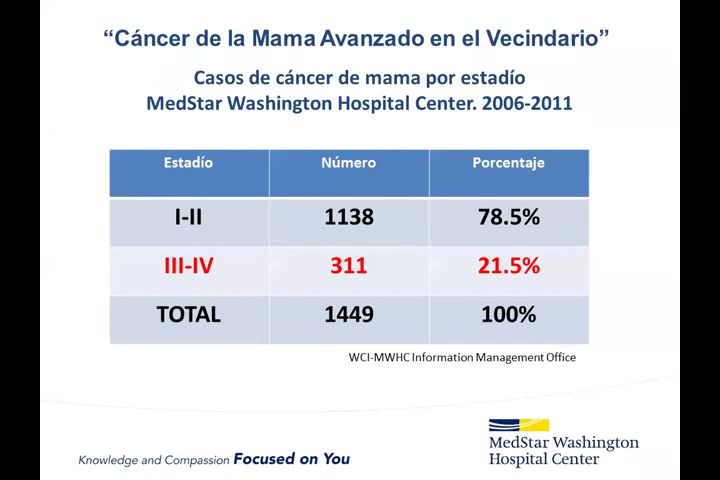 “Cáncer de la Mama Avanzado en el Vecindario”
Casos de cáncer de mama por estadío
MedStar Washington Hospital Center. 2006-2011
Estadío Número Porcentaje
I-II 1138 78.5%
III-IV 311 21.5%
TOTAL 1449 100%
WCI-MWHC Information Management Office
MedStar Washington
Hospital Center
Knowledge and Compassion Focused on You